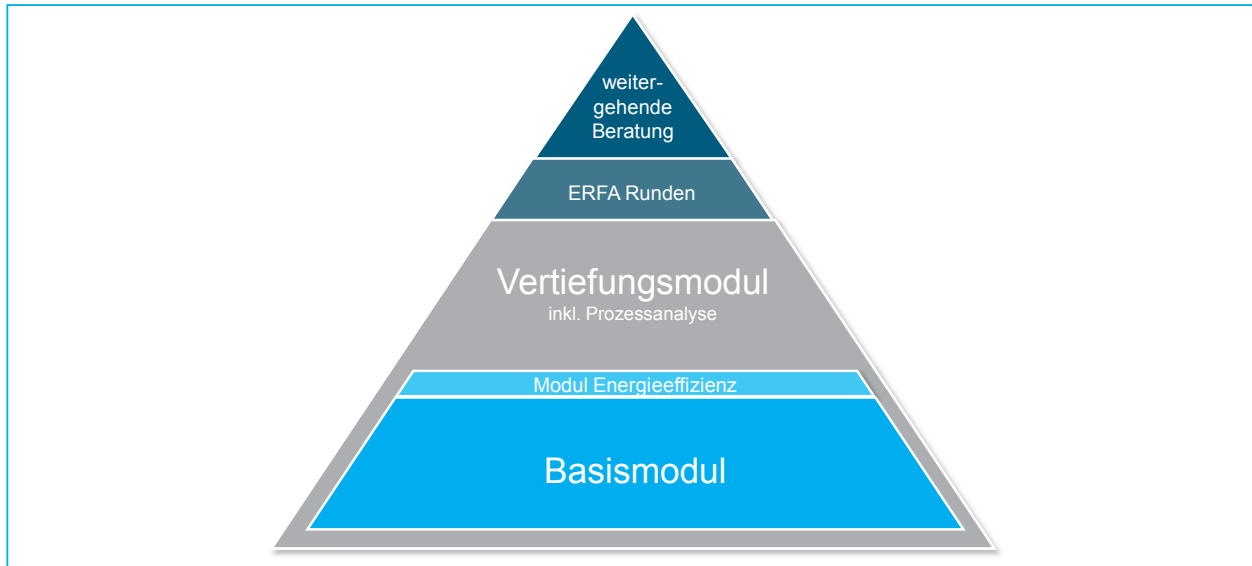 weiter-
gehende
Beratung
ERFA Runden
Vertiefungsmodul
inkl. Prozessanalyse
Modul Energieeffizienz
Basismodul